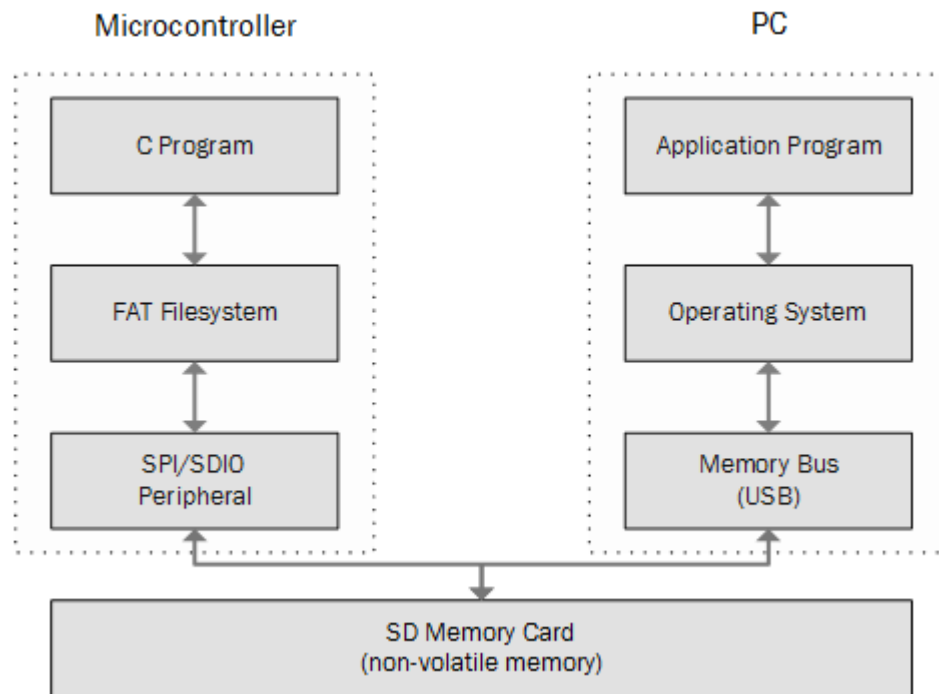 Microcontroller
PC
C Program
Application Program
FAT Filesystem
Operating System
SPI/SDIO
Peripheral
Memory Bus
(USB)
SD Memory Card
(non-volatile memory)